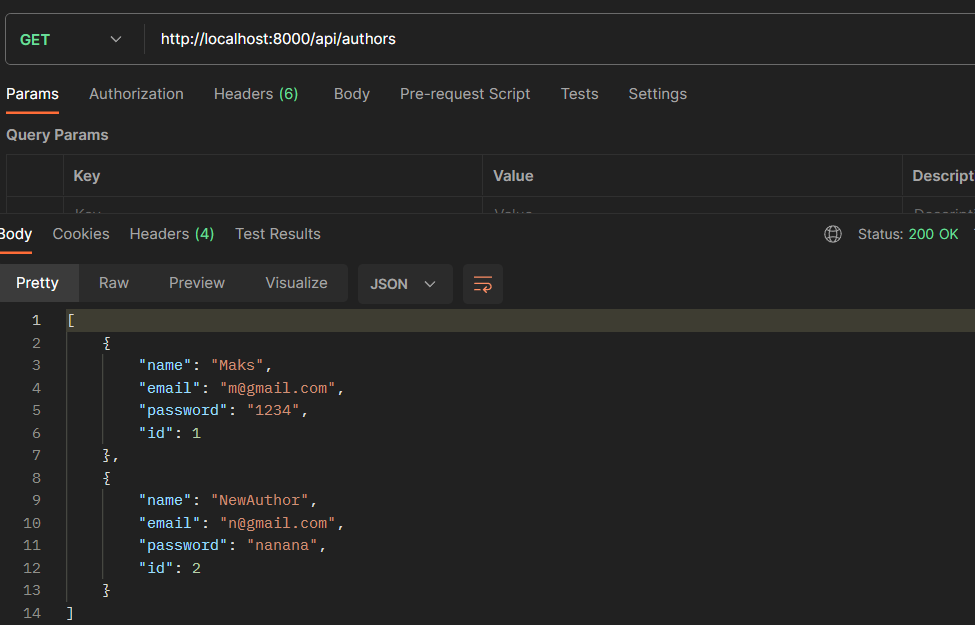 GET http://localhost:8000/api/authors
Params Authorization Headers (6) Body Pre-request Script Tests Settings
Query Params
Key Value Descript
Key Value Descripti
Body Cookies Headers (4) Test Results Status: 200 OK
Pretty Raw Preview Visualize JSON
1 [
2 {
3 "name": "Maks",
4 "email": "m@gmail.com",
5 "password": "1234",
6 "id": 1
7 },
8 {
9 "name": "NewAuthor",
10 "email": "n@gmail.com",
11 "password": "nanana",
12 "id": 2
13 }
14 ]